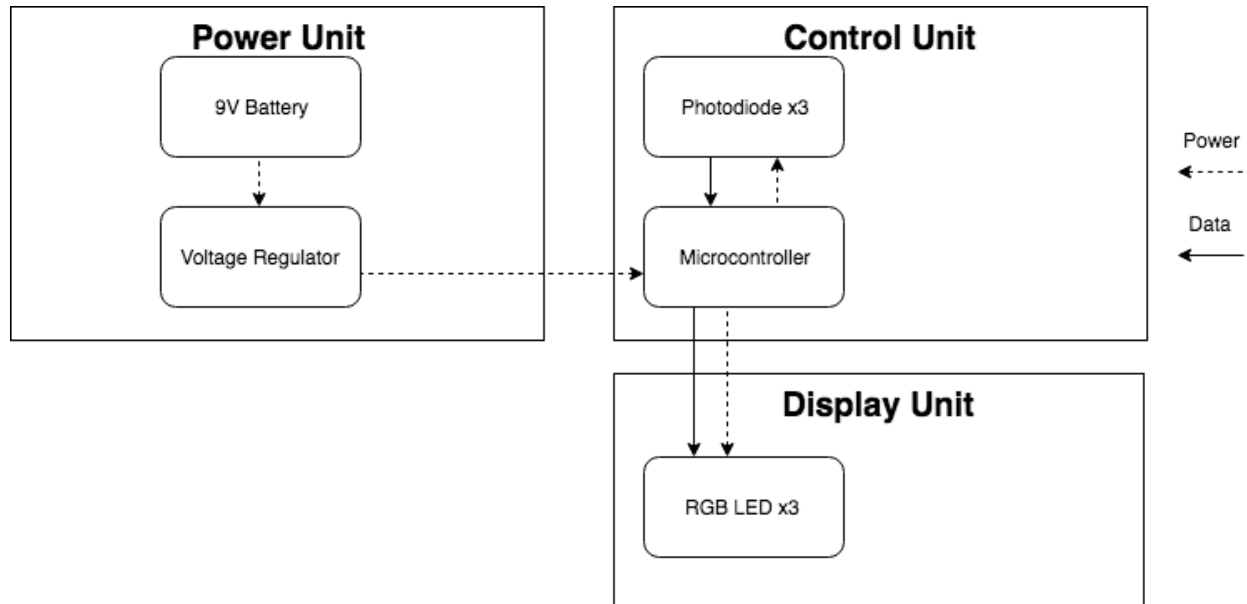 Power Unit
9V Battery
Voltage Regulator
Control Unit
Photodiode x3
Microcontroller
Power
Data
Display Unit
RGB LED x3